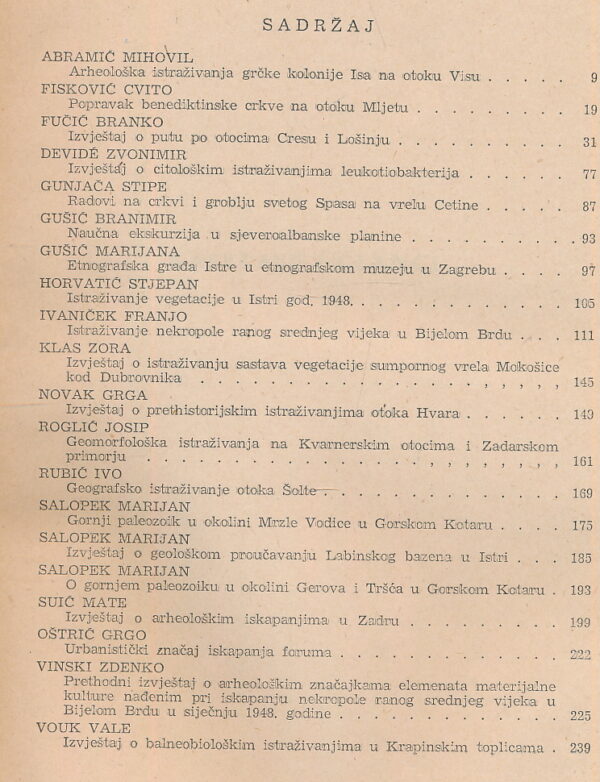 SADRŽAJ
ABRAMIĆ MIHOVIL
Arheološka istraživanja grčke kolonije Isa na otoku Visu . . . . . 9
FISKOVIĆ CVITO
Popravak benediktinske crkve na otoku Mljetu . . . . . . . . 19
FUČIĆ BRANKO
Izvještaj o putu po otocima Cresu i Lošinju . . . . . . . . . 31
DEVIDÉ ZVONIMIR
Izvještaj o citološkim istraživanjima leukotiobakterija . . . . . . 77
GUNJAČA STIPE
Radovi na crkvi i groblju svetog Spasa na vrelu Cetine . . . . . 87
GUŠIĆ BRANIMIR
Naučna ekskurzija u sjeveroalbanske planine . . . . . . . . . 93
GUŠIĆ MARIJANA
Etnografska građa Istre u etnografskom muzeju u Zagrebu . . . . 97
HORVATIĆ STJEPAN
Istraživanje vegetacije u Istri god. 1948. . . . . . . . . . . 105
IVANIČEK FRANJO
Istraživanje nekropole ranog srednjeg vijeka u Bijelom Brdu . . . 111
KLAS ZORA
Izvještaj o istraživanju sastava vegetacije sumpornog vrela Mokošice
kod Dubrovnika . . . . . . . . . . . . . . . , , , , , 145
NOVAK GRGA
Izvještaj o prethistorijskim istraživanjima otoka Hvara . . . . . . 149
ROGLIĆ JOSIP
Geomorfološka istraživanja na Kvarnerskim otocima i Zadarskom
primorju . . . . . . . . . . . . . , , , , , , , , 161
RUBIĆ IVO
Geografsko istraživanje otoka Šolte . . . . . . . . . . . . 169
SALOPEK MARIJAN
Gornji paleozoik u okolini Mrzle Vodice u Gorskom Kotaru . . . . 175
SALOPEK MARIJAN
Izvještaj o geološkom proučavanju Labinskog bazena u Istri . . . 185
SALOPEK MARIJAN
O gornjem paleozoiku u okolini Gerova i Tršća u Gorskom Kotaru . 193
SUIĆ MATE
Izvještaj o arheološkim iskapanjima u Zadru . . . . . . . . . 199
OŠTRIĆ GRGO
Urbanistički značaj iskapanja foruma . . . . . . . . . . . . 222
VINSKI ZDENKO
Prethodni izvještaj o arheološkim značajkama elemenata materijalne
kulture nađenim pri iskapanju nekropole ranog srednjeg vijeka u
Bijelom Brdu u siječnju 1948. godine . . . . . . . . . . . 225
VOUK VALE
Izvještaj o balneobiološkim istraživanjima u Krapinskim toplicama . 239